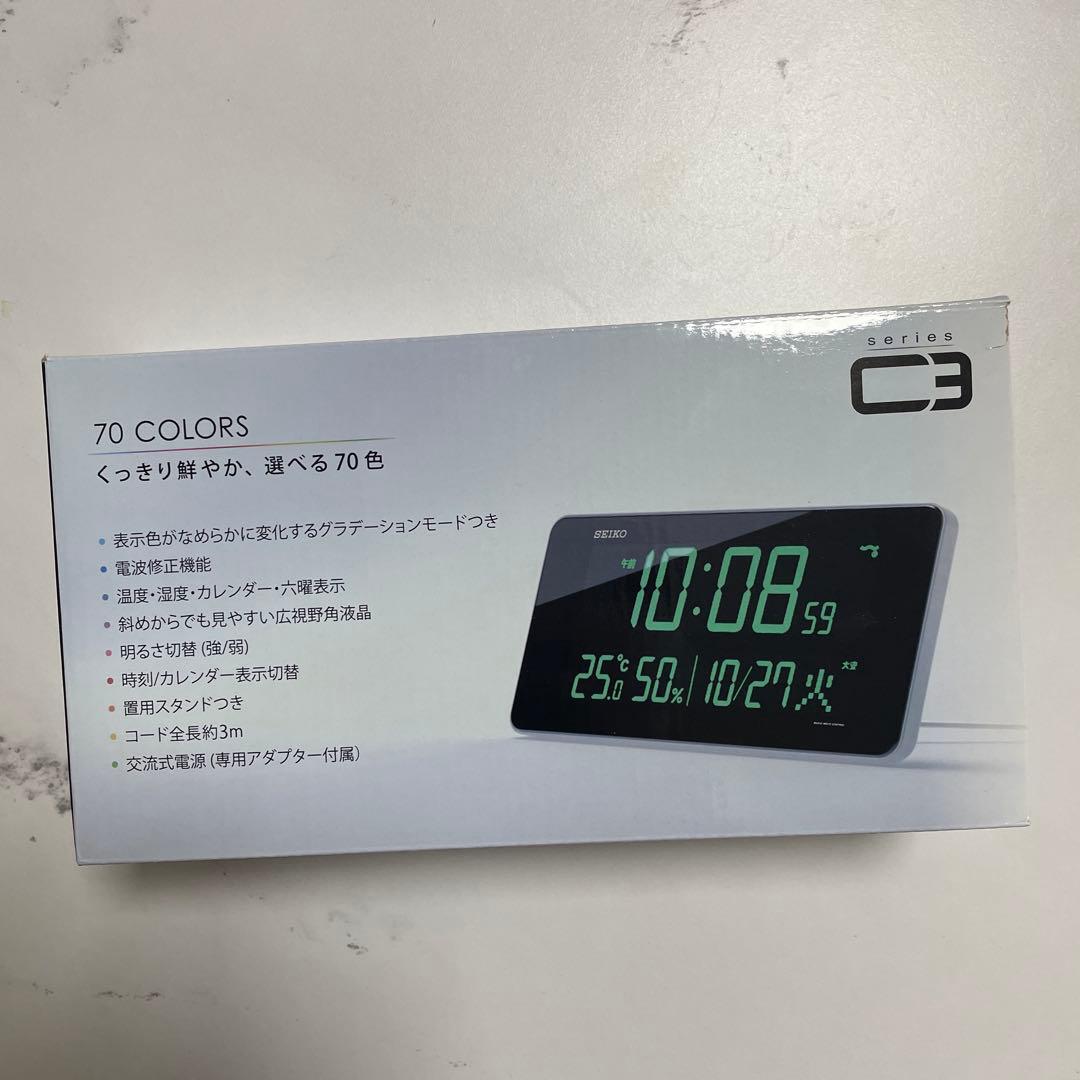 series
C3
70 COLORS
くっきり鮮やか、選べる70色
表示色がなめらかに変化するグラデーションモードつき
電波修正機能
温度・湿度・カレンダー・六曜表示
斜めからでも見やすい広視野角液晶
明るさ切替 (強/弱)
時刻/カレンダー表示切替
置用スタンドつき
コード全長約3m
交流式電源 (専用アダプター付属)
SEIKO
午前 10:08 59
25.0℃ 50% 10/27 火 大安